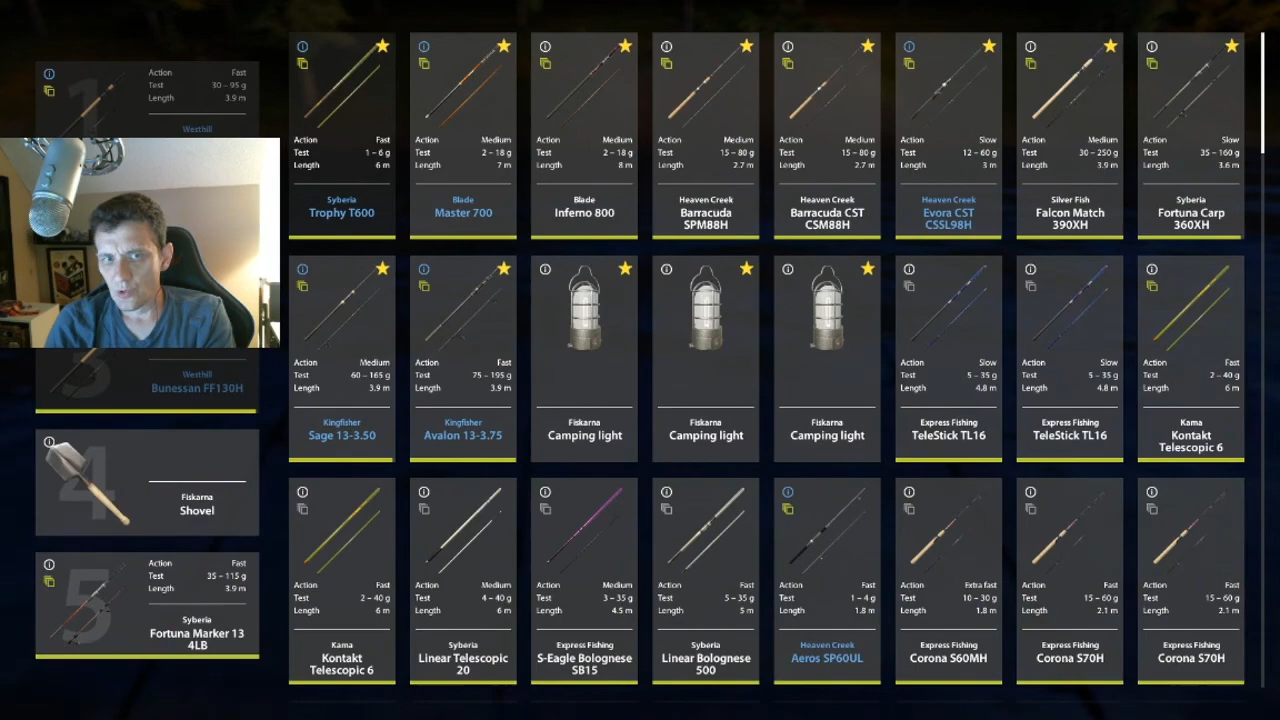 1
Action Fast
Test 30 – 95 g
Length 3.9 m
Westhill
3
Westhill
Bunessan FF130H
4
Fiskarna
Shovel
5
Action Fast
Test 35 – 115 g
Length 3.9 m
Syberia
Fortuna Marker 13
4LB
Action Fast
Test 1 – 6 g
Length 6 m
Syberia
Trophy T600
Action Medium
Test 2 – 18 g
Length 7 m
Blade
Master 700
Action Medium
Test 2 – 18 g
Length 8 m
Blade
Inferno 800
Action Medium
Test 15 – 80 g
Length 2.7 m
Heaven Creek
Barracuda
SPM88H
Action Medium
Test 15 – 80 g
Length 2.7 m
Heaven Creek
Barracuda CST
CSM88H
Action Slow
Test 12 – 60 g
Length 3 m
Heaven Creek
Evora CST
CSSL98H
Action Medium
Test 30 – 250 g
Length 3.9 m
Silver Fish
Falcon Match
390XH
Action Slow
Test 35 – 160 g
Length 3.6 m
Syberia
Fortuna Carp
360XH
Action Medium
Test 60 – 165 g
Length 3.9 m
Kingfisher
Sage 13-3.50
Action Fast
Test 75 – 195 g
Length 3.9 m
Kingfisher
Avalon 13-3.75
Fiskarna
Camping light
Fiskarna
Camping light
Fiskarna
Camping light
Action Slow
Test 5 – 35 g
Length 4.8 m
Express Fishing
TeleStick TL16
Action Slow
Test 5 – 35 g
Length 4.8 m
Express Fishing
TeleStick TL16
Action Fast
Test 2 – 40 g
Length 6 m
Kama
Kontakt
Telescopic 6
Action Fast
Test 2 – 40 g
Length 6 m
Kama
Kontakt
Telescopic 6
Action Medium
Test 4 – 40 g
Length 6 m
Syberia
Linear Telescopic
20
Action Medium
Test 3 – 35 g
Length 4.5 m
Express Fishing
S-Eagle Bolognese
SB15
Action Fast
Test 5 – 35 g
Length 5 m
Syberia
Linear Bolognese
500
Action Fast
Test 1 – 4 g
Length 1.8 m
Heaven Creek
Aeros SP60UL
Action Extra fast
Test 10 – 30 g
Length 1.8 m
Express Fishing
Corona S60MH
Action Fast
Test 15 – 60 g
Length 2.1 m
Express Fishing
Corona S70H
Action Fast
Test 15 – 60 g
Length 2.1 m
Express Fishing
Corona S70H